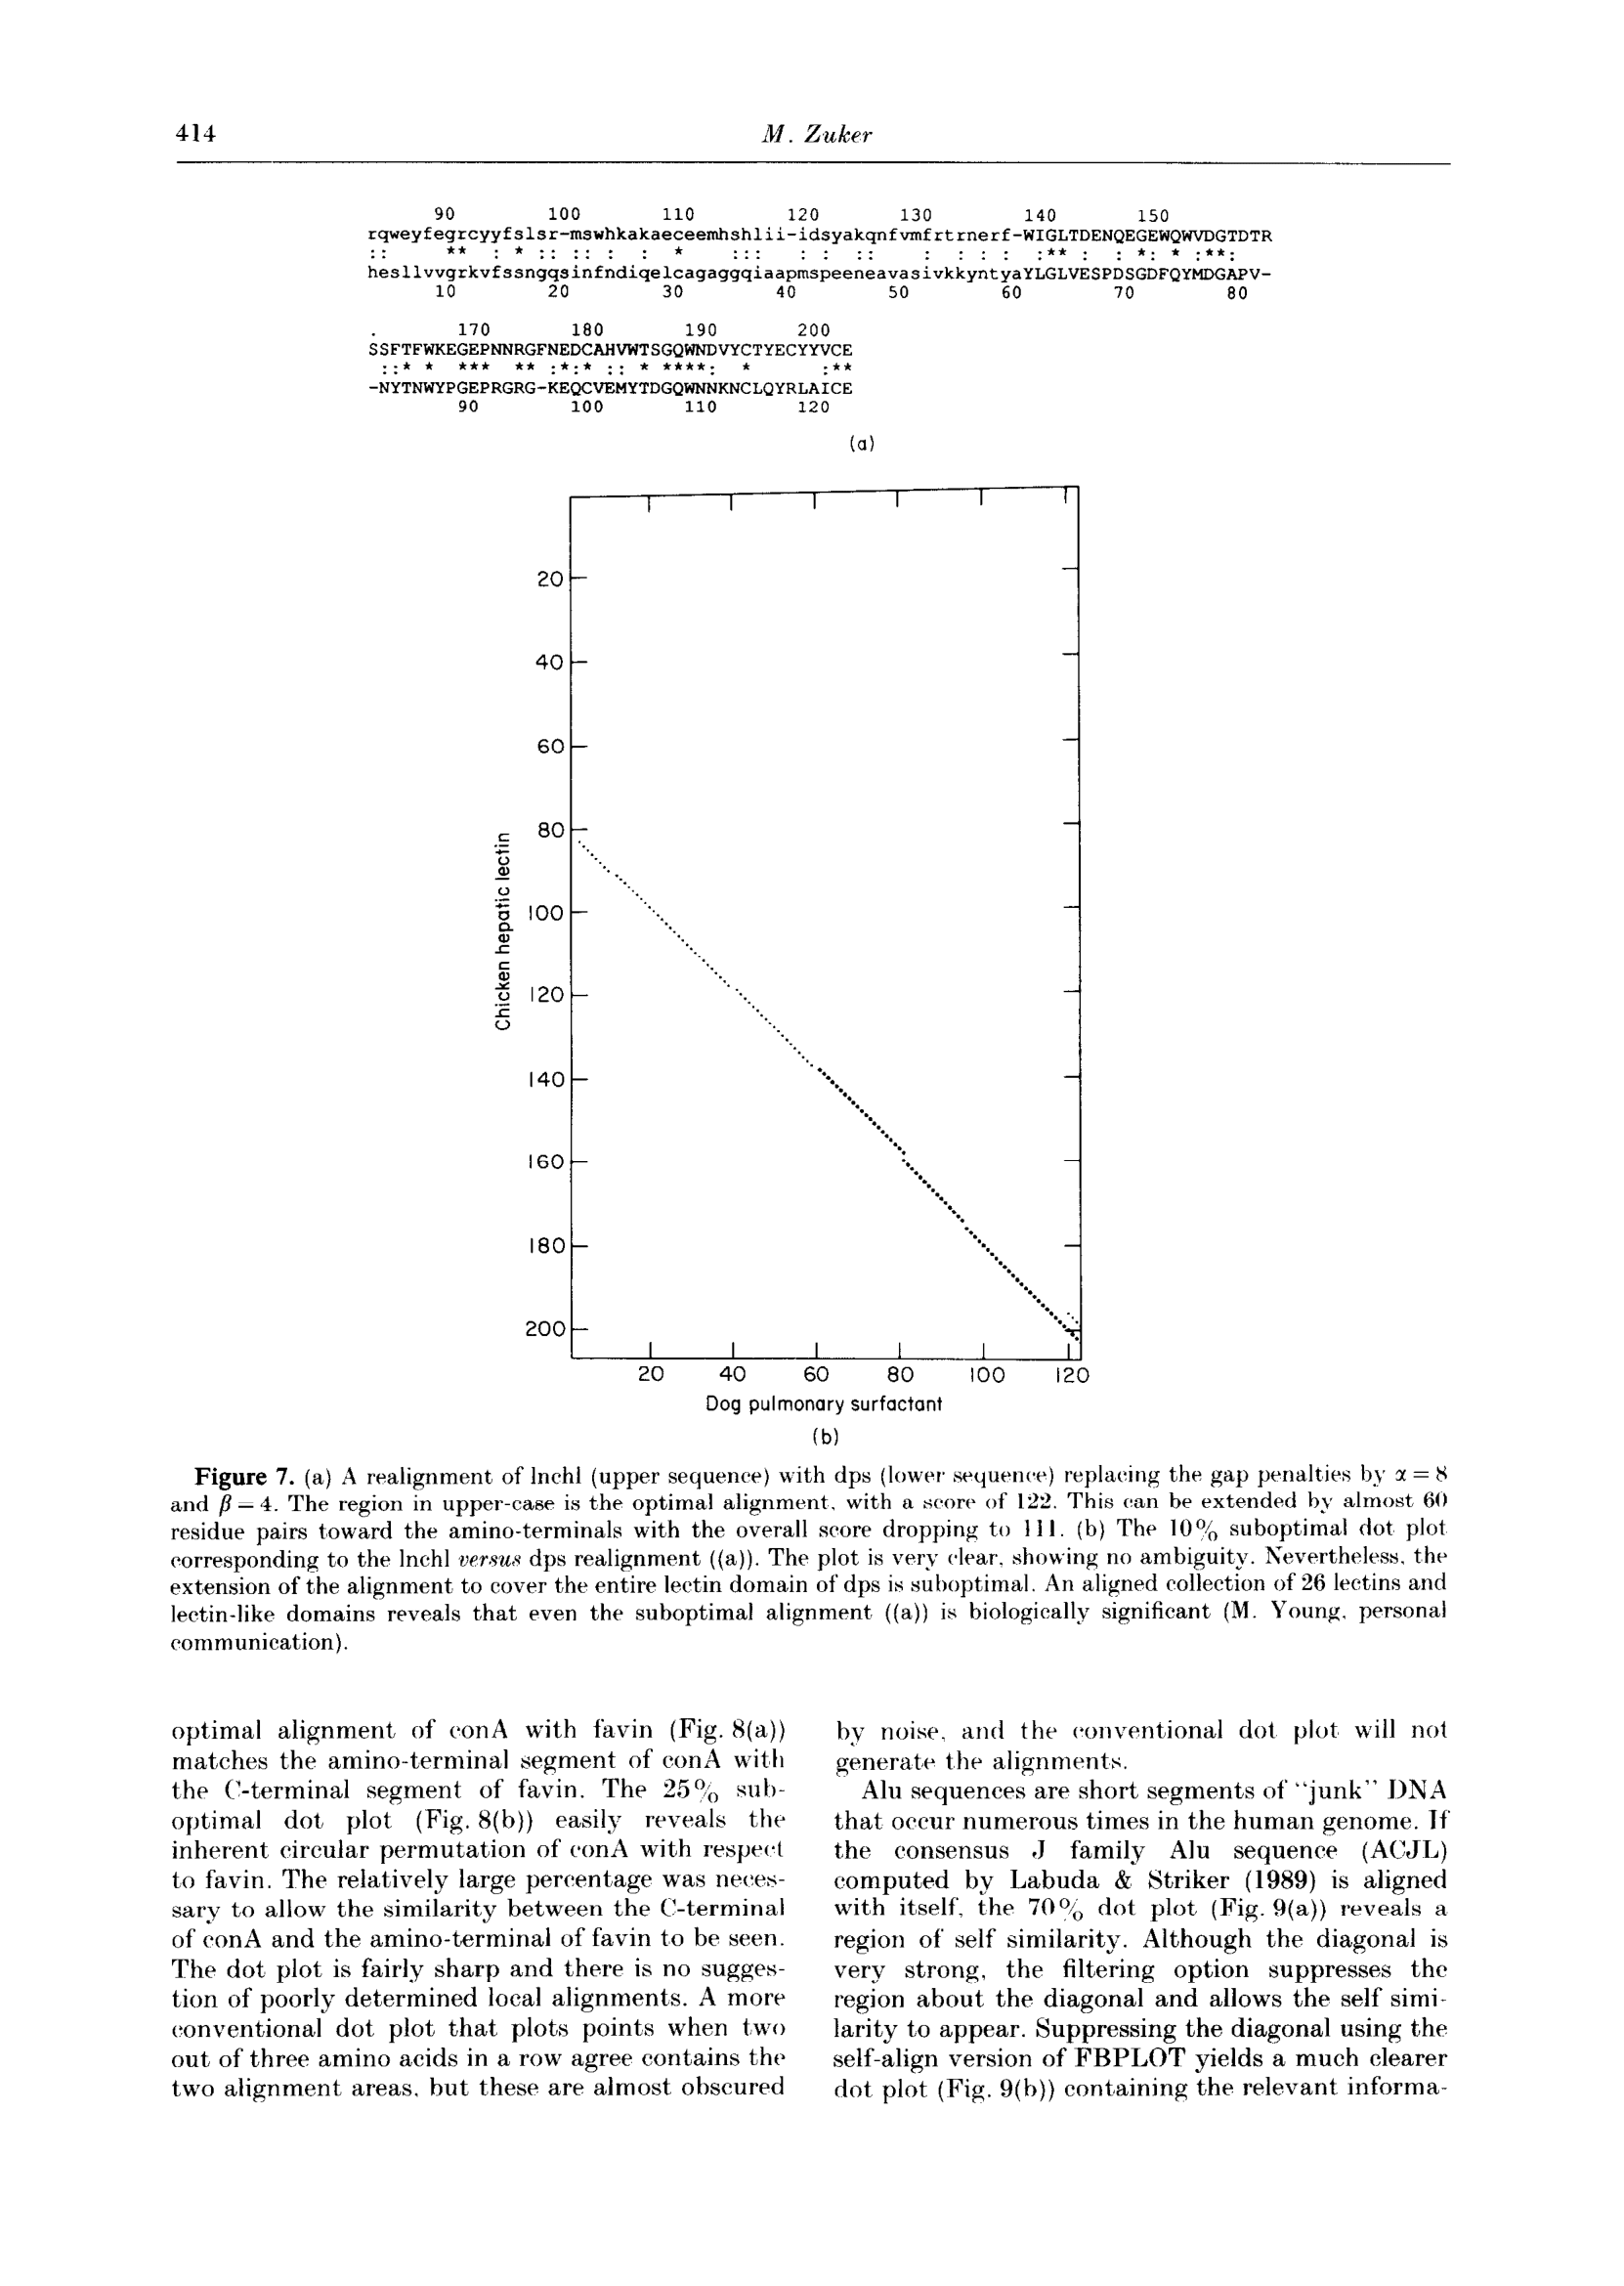 414
M. Zuker
90 100 110 120 130 140 150
rqweyfegrcyyfslsr-mswhkakaeceemhshlii-idsyakqnfvmfrtrnerf-WIGLTDENQEGEWQWVDGTDTR
:: ** : * :: :: : : * ::: : : :: : : : : :** : : *: * :**:
hesllvvgrkvfssngqqsinfndiqelcagaggqiaapmspeeneavasivkkyntyaYLGLVESPDSGDFQYMDGAPV-
10 20 30 40 50 60 70 80
. 170 180 190 200
SSFTFWKEGEPNNRGFNEDCAHVWTSGQWNDVYCTYECYYVCE
::* * *** ** :*:* :: * ****: * :**
-NYTNWYPGEPRGRG-KEQCVEMYTDGQWNNKNCLQYRLAICE
90 100 110 120
(a)
20
40
60
80
100
120
140
160
180
200
Chicken hepatic lectin
20 40 60 80 100 120
Dog pulmonary surfactant
(b)
Figure 7. (a) A realignment of lnchl (upper sequence) with dps (lower sequence) replacing the gap penalties by α = 8
and β = 4. The region in upper-case is the optimal alignment, with a score of 122. This can be extended by almost 60
residue pairs toward the amino-terminals with the overall score dropping to 111. (b) The 10% suboptimal dot plot
corresponding to the lnchl versus dps realignment ((a)). The plot is very clear, showing no ambiguity. Nevertheless, the
extension of the alignment to cover the entire lectin domain of dps is suboptimal. An aligned collection of 26 lectins and
lectin-like domains reveals that even the suboptimal alignment ((a)) is biologically significant (M. Young, personal
communication).
optimal alignment of conA with favin (Fig. 8(a))
matches the amino-terminal segment of conA with
the C-terminal segment of favin. The 25% sub-
optimal dot plot (Fig. 8(b)) easily reveals the
inherent circular permutation of conA with respect
to favin. The relatively large percentage was neces-
sary to allow the similarity between the C-terminal
of conA and the amino-terminal of favin to be seen.
The dot plot is fairly sharp and there is no sugges-
tion of poorly determined local alignments. A more
conventional dot plot that plots points when two
out of three amino acids in a row agree contains the
two alignment areas, but these are almost obscured
by noise, and the conventional dot plot will not
generate the alignments.
Alu sequences are short segments of “junk” DNA
that occur numerous times in the human genome. If
the consensus J family Alu sequence (ACJL)
computed by Labuda & Striker (1989) is aligned
with itself, the 70% dot plot (Fig. 9(a)) reveals a
region of self similarity. Although the diagonal is
very strong, the filtering option suppresses the
region about the diagonal and allows the self simi-
larity to appear. Suppressing the diagonal using the
self-align version of FBPLOT yields a much clearer
dot plot (Fig. 9(b)) containing the relevant informa-